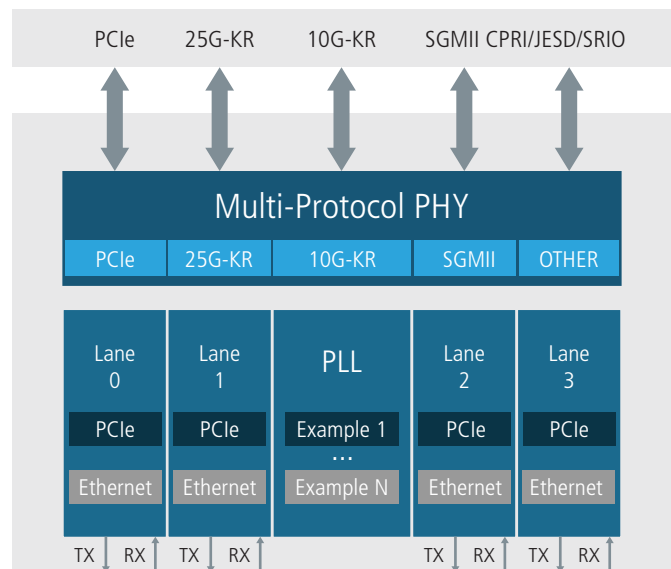 PCIe 25G-KR 10G-KR SGMII CPRI/JESD/SRIO
Multi-Protocol PHY
PCIe 25G-KR 10G-KR SGMII OTHER
Lane 0
Lane 1
PLL
Lane 2
Lane 3
PCIe PCIe Example 1 PCIe PCIe
...
Ethernet Ethernet Example N Ethernet Ethernet
TX RX TX RX TX RX TX RX